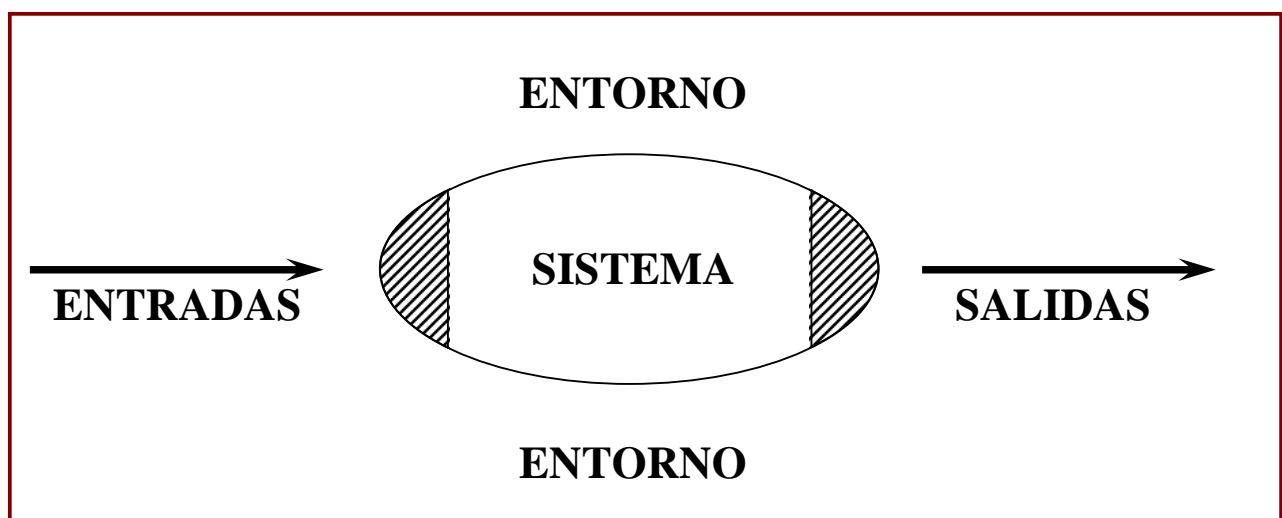 ENTORNO
SISTEMA
ENTRADAS
SALIDAS
ENTORNO